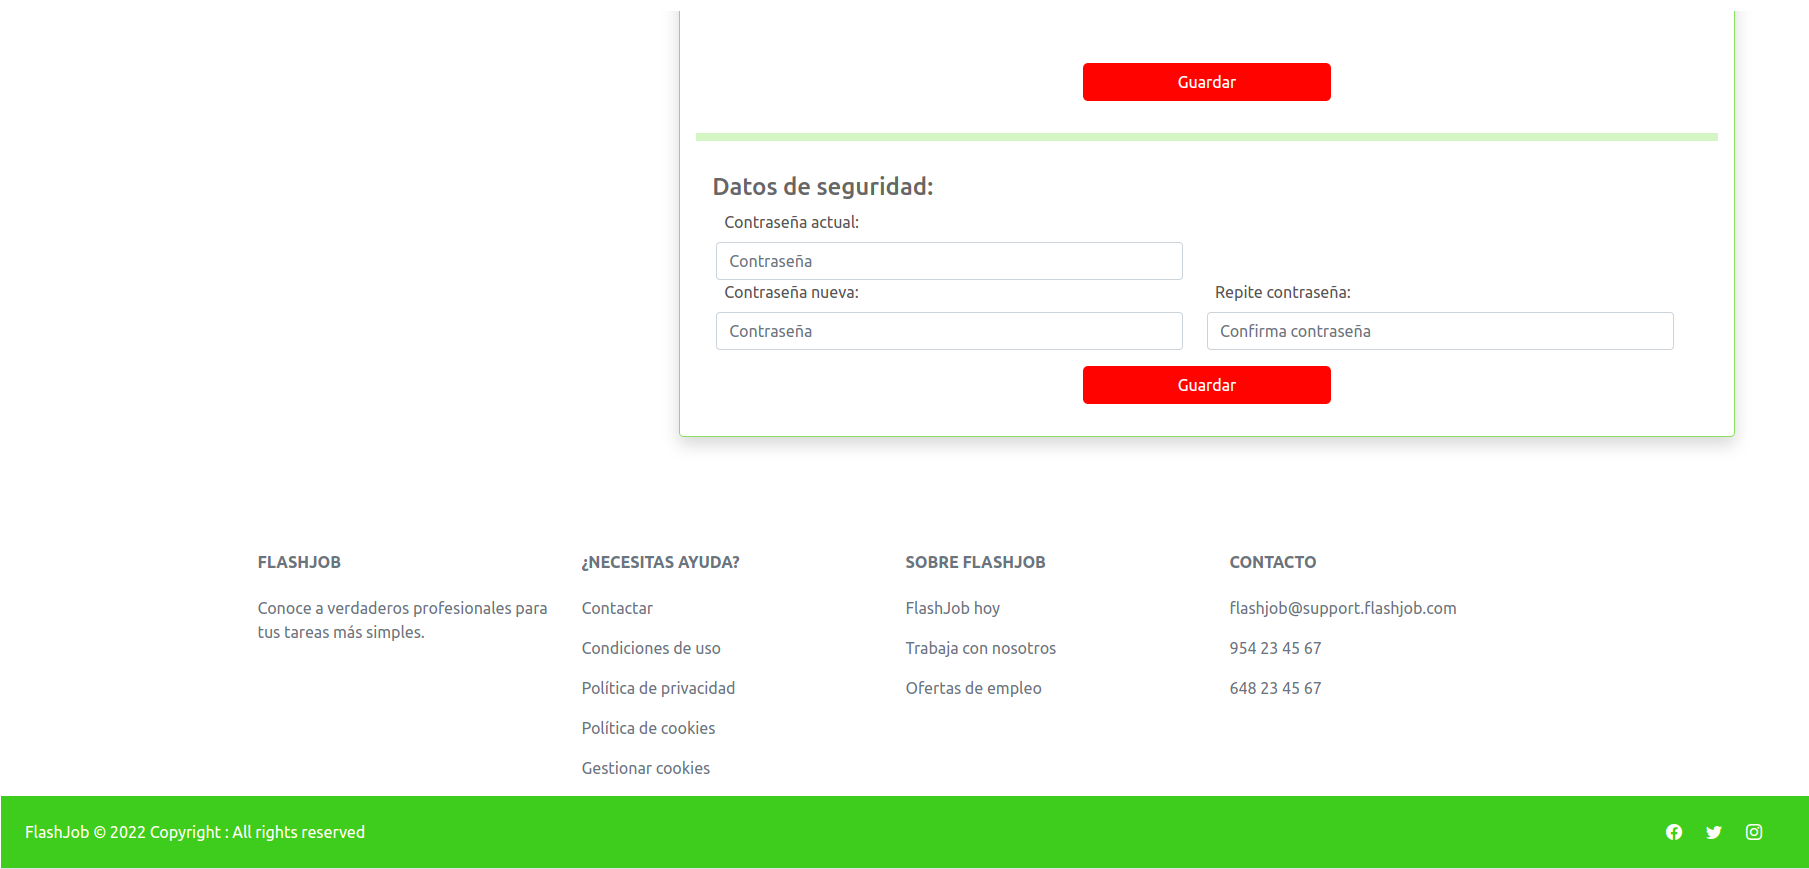 Guardar
Datos de seguridad:
Contraseña actual:
Contraseña
Contraseña nueva:
Repite contraseña:
Contraseña
Confirma contraseña
Guardar
FLASHJOB
Conoce a verdaderos profesionales para
tus tareas más simples.
¿NECESITAS AYUDA?
Contactar
Condiciones de uso
Política de privacidad
Política de cookies
Gestionar cookies
SOBRE FLASHJOB
FlashJob hoy
Trabaja con nosotros
Ofertas de empleo
CONTACTO
flashjob@support.flashjob.com
954 23 45 67
648 23 45 67
FlashJob © 2022 Copyright : All rights reserved